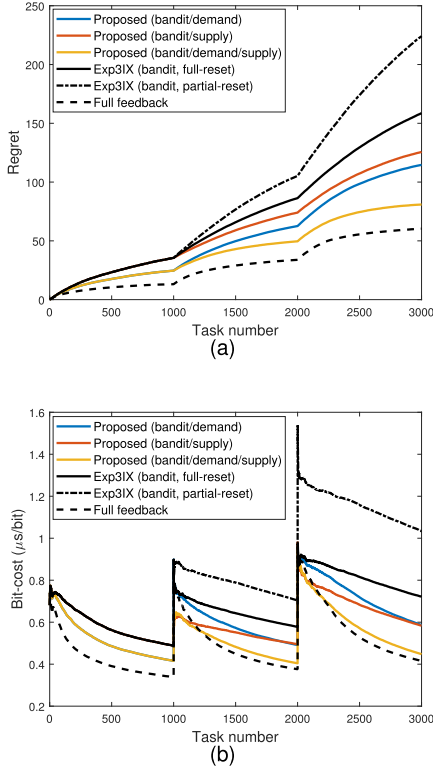 Regret
250
200
150
100
50
0
Proposed (bandit/demand)
Proposed (bandit/supply)
Proposed (bandit/demand/supply)
Exp3IX (bandit, full-reset)
Exp3IX (bandit, partial-reset)
Full feedback
0 500 1000 1500 2000 2500 3000
Task number
(a)
Bit-cost (μs/bit)
1.6
1.4
1.2
1
0.8
0.6
0.4
0.2
Proposed (bandit/demand)
Proposed (bandit/supply)
Proposed (bandit/demand/supply)
Exp3IX (bandit, full-reset)
Exp3IX (bandit, partial-reset)
Full feedback
0 500 1000 1500 2000 2500 3000
Task number
(b)